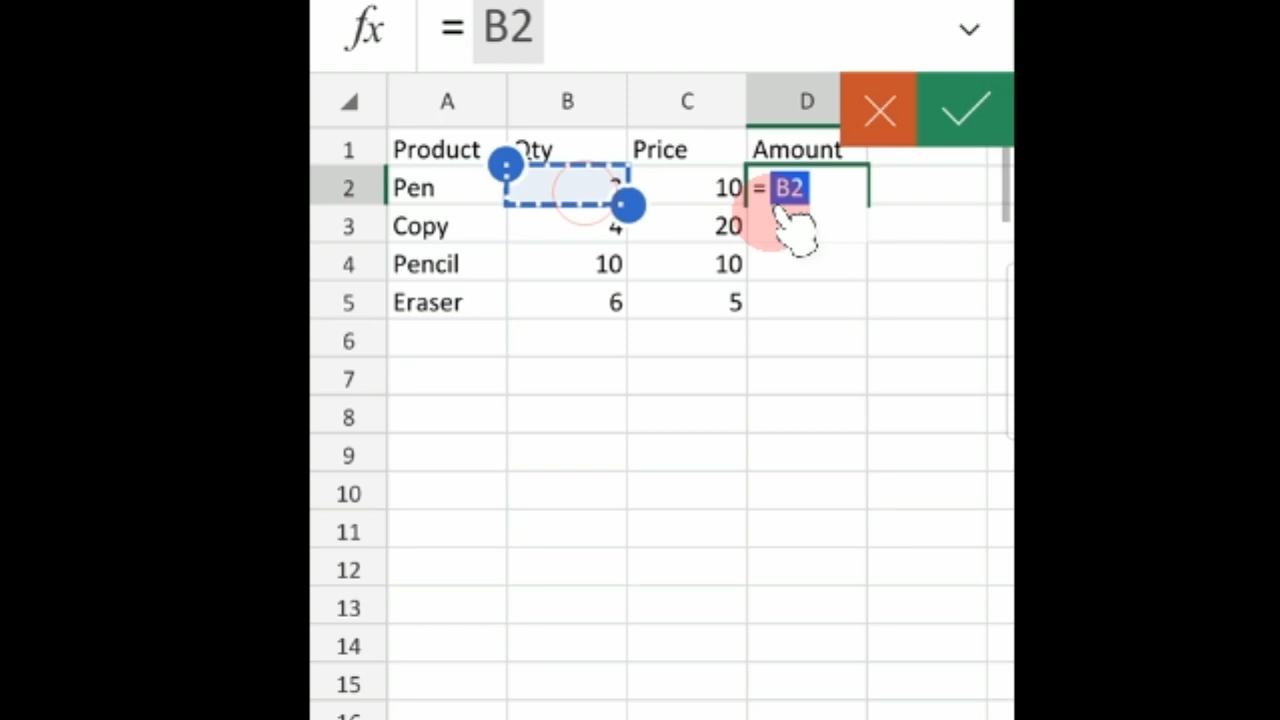 fx = B2
A B C D
1 Product Qty Price Amount
2 Pen 10 = B2
3 Copy 4 20
4 Pencil 10 10
5 Eraser 6 5
6
7
8
9
10
11
12
13
14
15